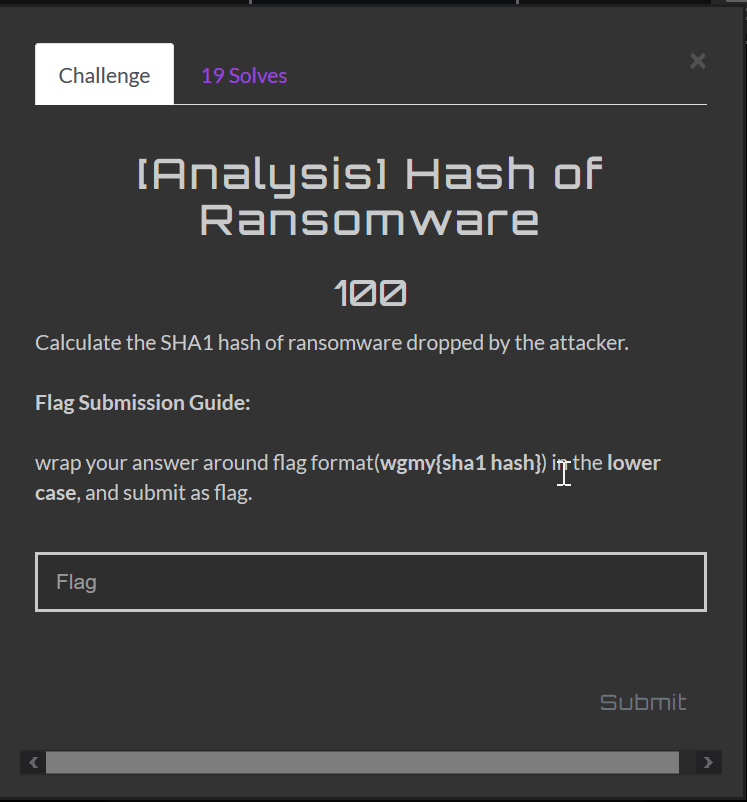 Challenge
19 Solves
×
[Analysis] Hash of
Ransomware
100
Calculate the SHA1 hash of ransomware dropped by the attacker.
Flag Submission Guide:
wrap your answer around flag format(wgmy{sha1 hash}) in the lower
case, and submit as flag.
Flag
Submit